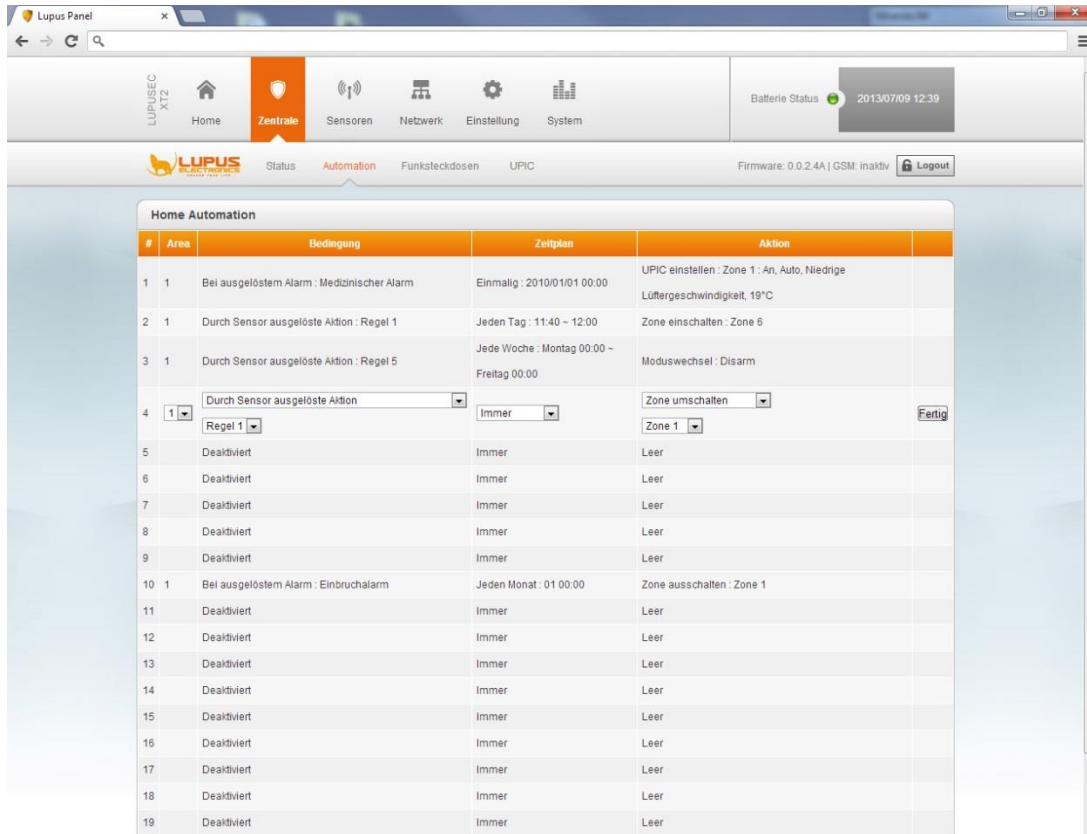 Lupus Panel
LUPUSEC
XT2
Home
Zentrale
Sensoren
Netzwerk
Einstellung
System
Batterie Status
2013/07/09 12:39
LUPUS
ELECTRONICS
Status
Automation
Funksteckdosen
UPIC
Firmware: 0.0.2.4A | GSM: inaktiv
Logout
Home Automation
# Area Bedingung Zeitplan Aktion
1 1 Bei ausgelöstem Alarm : Medizinischer Alarm Einmalig : 2010/01/01 00:00 UPIC einstellen : Zone 1 : An, Auto, Niedrige
Lüftergeschwindigkeit, 19°C
2 1 Durch Sensor ausgelöste Aktion : Regel 1 Jeden Tag : 11:40 ~ 12:00 Zone einschalten : Zone 6
3 1 Durch Sensor ausgelöste Aktion : Regel 5 Jede Woche : Montag 00:00 ~
Freitag 00:00 Moduswechsel : Disarm
4 1 Durch Sensor ausgelöste Aktion Immer Zone umschalten Fertig
Regel 1 Zone 1
5 Deaktiviert Immer Leer
6 Deaktiviert Immer Leer
7 Deaktiviert Immer Leer
8 Deaktiviert Immer Leer
9 Deaktiviert Immer Leer
10 1 Bei ausgelöstem Alarm : Einbruchalarm Jeden Monat : 01 00:00 Zone ausschalten : Zone 1
11 Deaktiviert Immer Leer
12 Deaktiviert Immer Leer
13 Deaktiviert Immer Leer
14 Deaktiviert Immer Leer
15 Deaktiviert Immer Leer
16 Deaktiviert Immer Leer
17 Deaktiviert Immer Leer
18 Deaktiviert Immer Leer
19 Deaktiviert Immer Leer